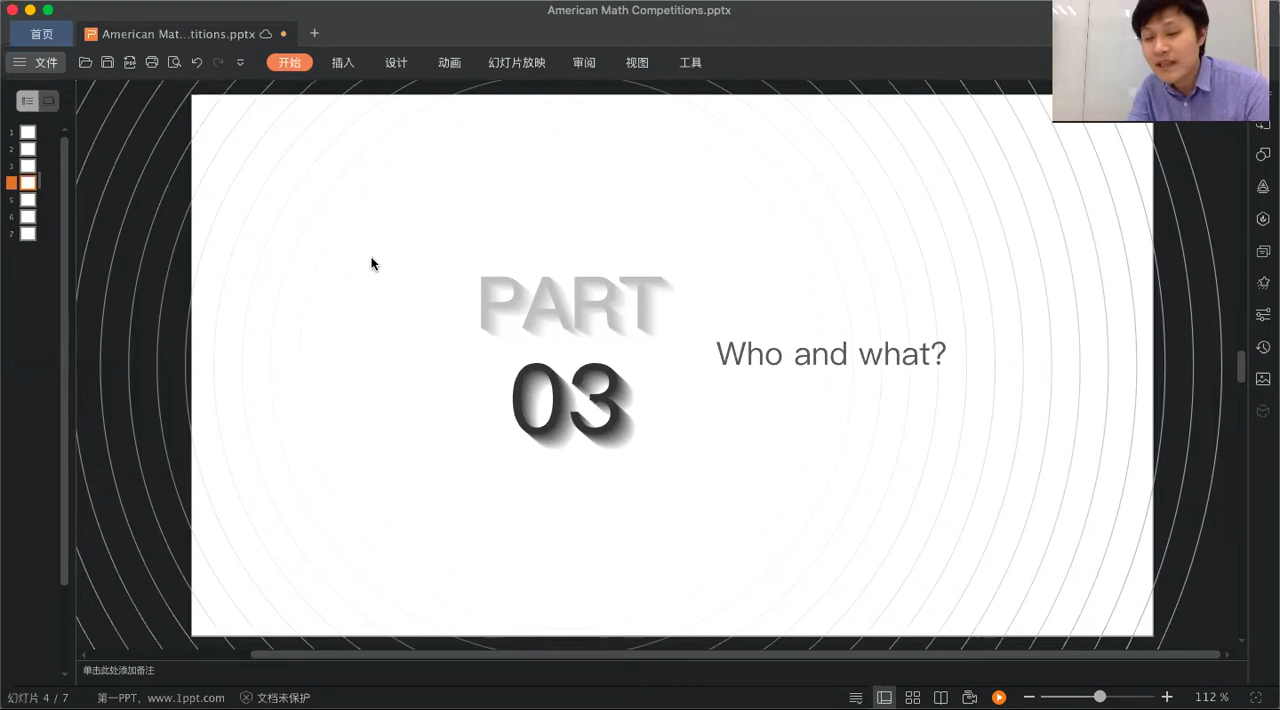 American Math Competitions.pptx
首页
American Mat...titions.pptx
文件
开始
插入
设计
动画
幻灯片放映
审阅
视图
工具
1
2
3
5
6
7
PART
03
Who and what?
单击此处添加备注
幻灯片 4 / 7
第一PPT，www.1ppt.com
文档未保护
112 %